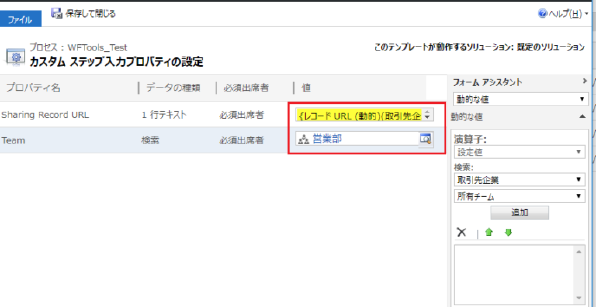 ファイル
保存して閉じる
ヘルプ(H)
プロセス : WFTools_Test
カスタム ステップ入力プロパティの設定
このテンプレートが動作するソリューション: 既定のソリューション
プロパティ名 データの種類 必須出席者 値
Sharing Record URL 1 行テキスト 必須出席者 {レコード URL (動的)(取引先企
Team 検索 必須出席者 営業部
フォーム アシスタント
動的な値
動的な値
演算子:
設定値
検索:
取引先企業
所有チーム
追加